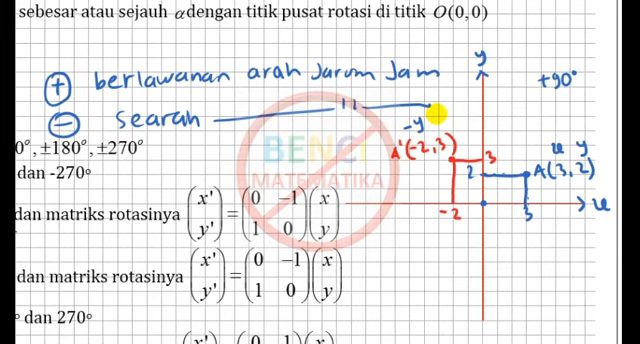 sebesar atau sejauh α dengan titik pusat rotasi di titik O(0,0)
(+) berlawanan arah Jarum Jam
(−) searah ——— 11 ———
y
+90°
-y
A'(-2,3)
3
2
x y
A(3,2)
-2
3
x
0°, ±180°, ±270°
dan -270°
BENCI
MATEMATIKA
dan matriks rotasinya (x' y') = (0 −1 1 0)(x y)
dan matriks rotasinya (x' y') = (0 −1 1 0)(x y)
° dan 270°